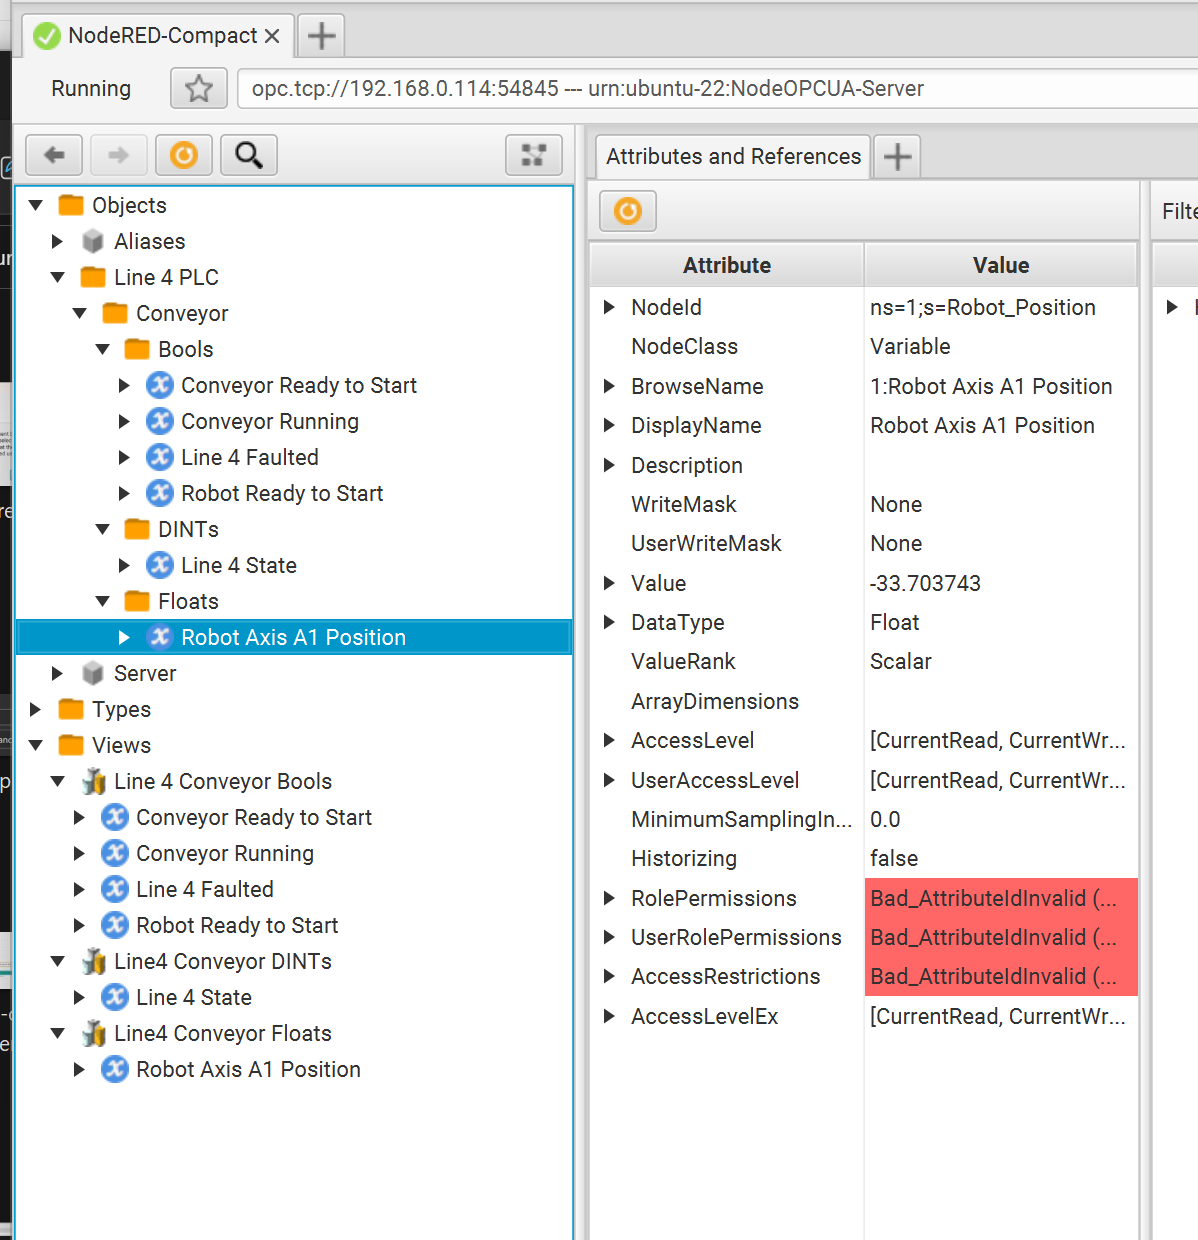 NodeRED-Compact
Running
opc.tcp://192.168.0.114:54845 --- urn:ubuntu-22:NodeOPCUA-Server
Objects
Aliases
Line 4 PLC
Conveyor
Bools
Conveyor Ready to Start
Conveyor Running
Line 4 Faulted
Robot Ready to Start
DINTs
Line 4 State
Floats
Robot Axis A1 Position
Server
Types
Views
Line 4 Conveyor Bools
Conveyor Ready to Start
Conveyor Running
Line 4 Faulted
Robot Ready to Start
Line4 Conveyor DINTs
Line 4 State
Line4 Conveyor Floats
Robot Axis A1 Position
Attributes and References
Attribute Value
NodeId ns=1;s=Robot_Position
NodeClass Variable
BrowseName 1:Robot Axis A1 Position
DisplayName Robot Axis A1 Position
Description
WriteMask None
UserWriteMask None
Value -33.703743
DataType Float
ValueRank Scalar
ArrayDimensions
AccessLevel [CurrentRead, CurrentWr...
UserAccessLevel [CurrentRead, CurrentWr...
MinimumSamplingIn... 0.0
Historizing false
RolePermissions Bad_AttributeIdInvalid (...
UserRolePermissions Bad_AttributeIdInvalid (...
AccessRestrictions Bad_AttributeIdInvalid (...
AccessLevelEx [CurrentRead, CurrentWr...
Filte